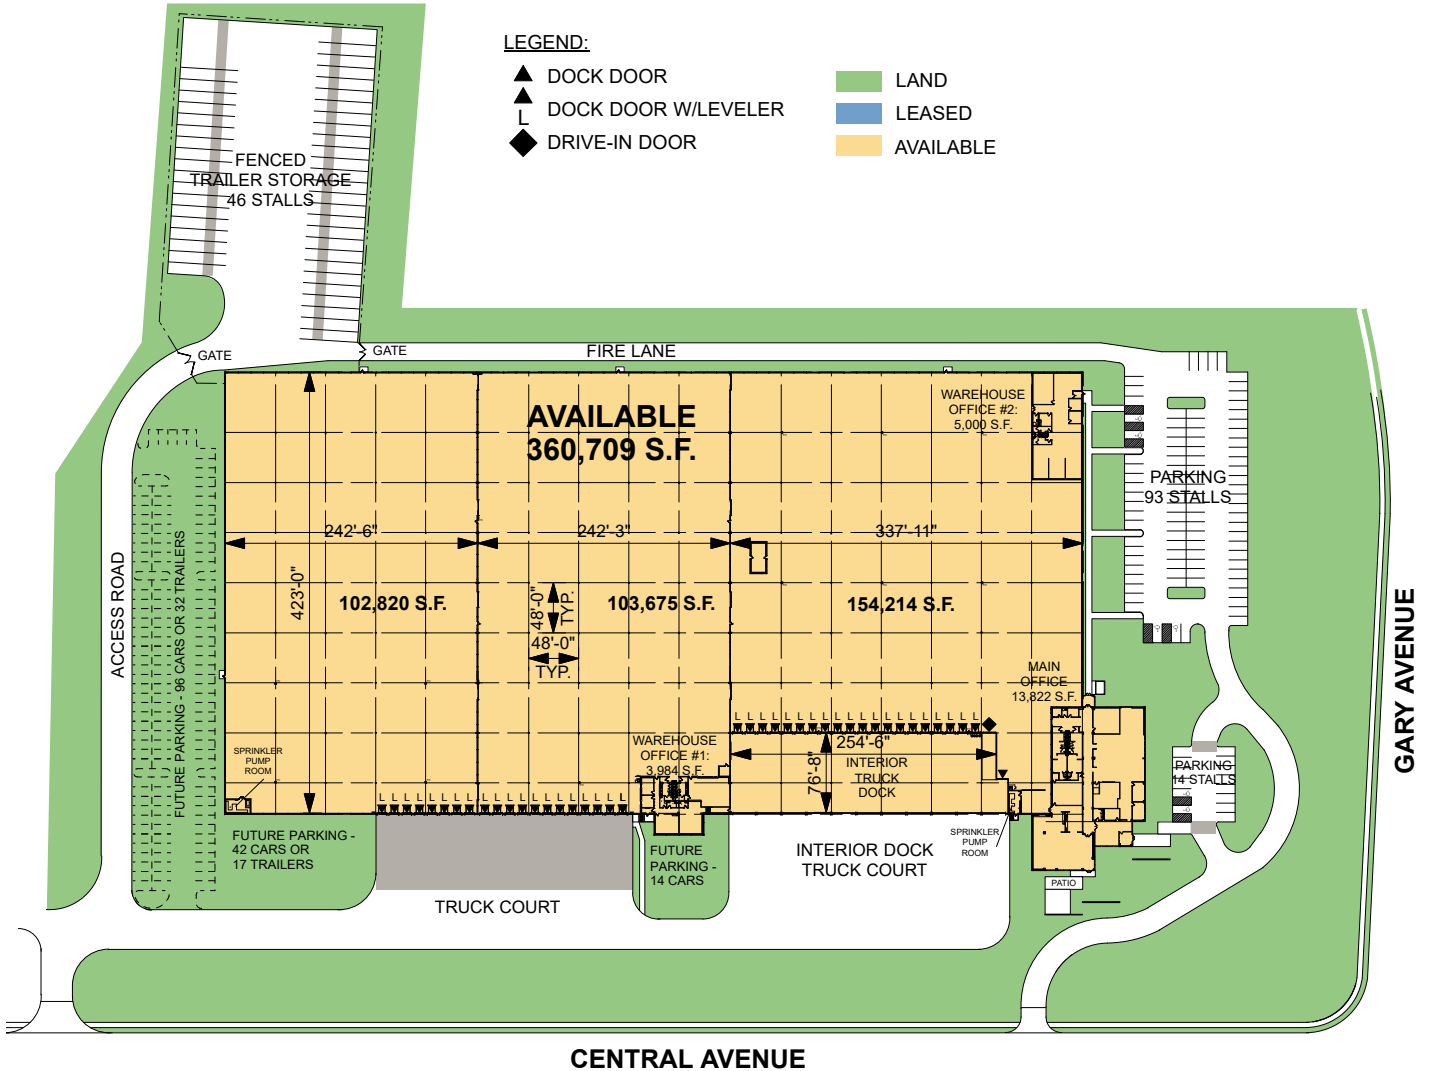 LEGEND:
DOCK DOOR
DOCK DOOR W/LEVELER
L
DRIVE-IN DOOR
LAND
LEASED
AVAILABLE
FENCED
TRAILER STORAGE
46 STALLS
GATE
GATE
FIRE LANE
AVAILABLE
360,709 S.F.
WAREHOUSE
OFFICE #2:
5,000 S.F.
PARKING
93 STALLS
242'-6"
242'-3"
337'-11"
423'-0"
102,820 S.F.
103,675 S.F.
154,214 S.F.
48'-0"
TYP.
48'-0"
TYP.
ACCESS ROAD
FUTURE PARKING - 96 CARS OR 32 TRAILERS
MAIN
OFFICE
13,822 S.F.
GARY AVENUE
L L L L L L L L L L L L L L L L L L L L
254'-6"
76'-8"
INTERIOR
TRUCK
DOCK
WAREHOUSE
OFFICE #1:
3,984 S.F.
SPRINKLER
PUMP
ROOM
L L L L L L L L L L L L L L L L L L L L
PARKING
14 STALLS
FUTURE PARKING -
42 CARS OR
17 TRAILERS
FUTURE
PARKING -
14 CARS
INTERIOR DOCK
TRUCK COURT
SPRINKLER
PUMP
ROOM
PATIO
TRUCK COURT
CENTRAL AVENUE